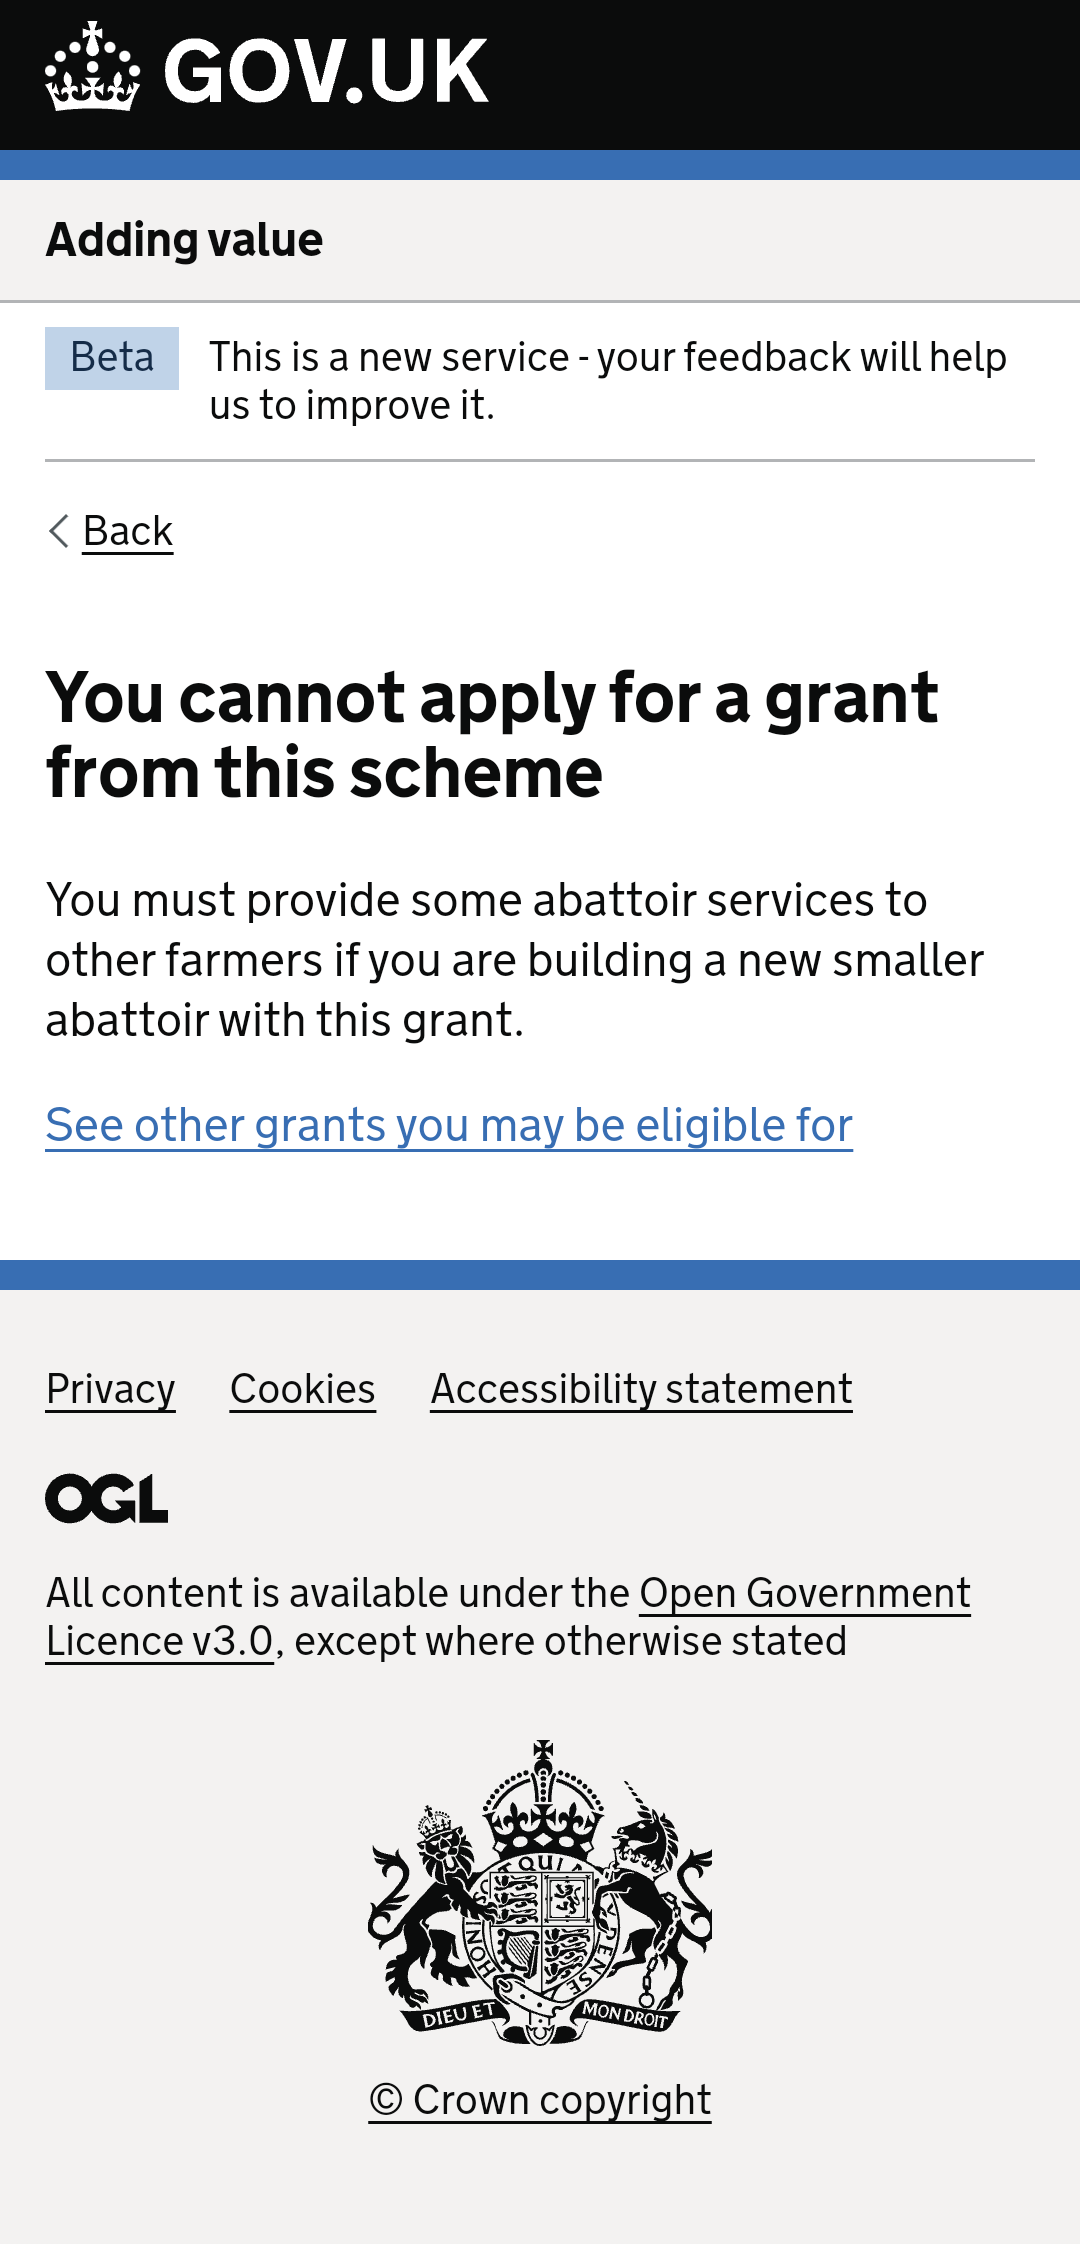 GOV.UK
Adding value
Beta
This is a new service - your feedback will help
us to improve it.
Back
You cannot apply for a grant
from this scheme
You must provide some abattoir services to
other farmers if you are building a new smaller
abattoir with this grant.
See other grants you may be eligible for
Privacy Cookies Accessibility statement
OGL
All content is available under the Open Government
Licence v3.0, except where otherwise stated
QUI
HONI
PENSE
DIEU ET MON DROIT
© Crown copyright